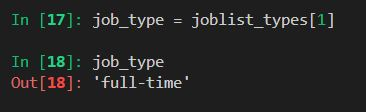 In [17]: job_type = joblist_types[1]
In [18]: job_type
Out[18]: 'full-time'